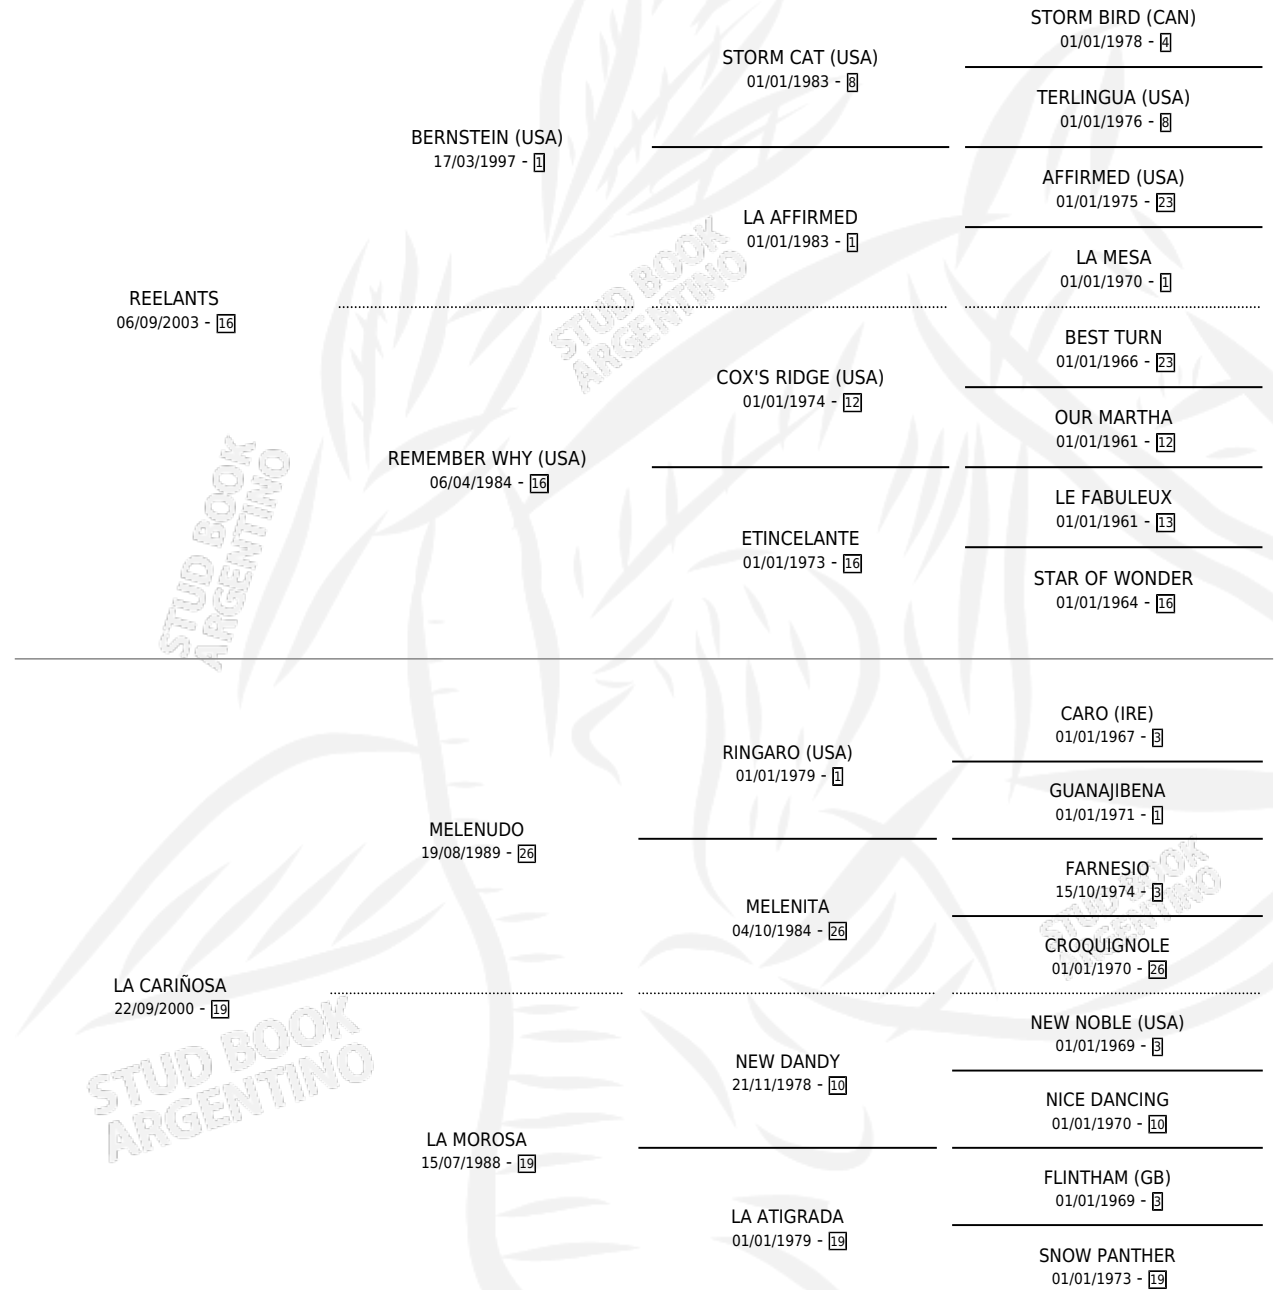 STORM BIRD (CAN)
01/01/1978 - 4
STORM CAT (USA)
01/01/1983 - 8
TERLINGUA (USA)
01/01/1976 - 8
BERNSTEIN (USA)
17/03/1997 - 1
AFFIRMED (USA)
01/01/1975 - 23
LA AFFIRMED
01/01/1983 - 1
LA MESA
01/01/1970 - 1
REELANTS
06/09/2003 - 16
BEST TURN
01/01/1966 - 23
COX'S RIDGE (USA)
01/01/1974 - 12
OUR MARTHA
01/01/1961 - 12
REMEMBER WHY (USA)
06/04/1984 - 16
LE FABULEUX
01/01/1961 - 13
ETINCELANTE
01/01/1973 - 16
STAR OF WONDER
01/01/1964 - 16
CARO (IRE)
01/01/1967 - 3
RINGARO (USA)
01/01/1979 - 1
GUANAJIBENA
01/01/1971 - 1
MELENUDO
19/08/1989 - 26
FARNESIO
15/10/1974 - 3
MELENITA
04/10/1984 - 26
CROQUIGNOLE
01/01/1970 - 26
LA CARIÑOSA
22/09/2000 - 19
NEW NOBLE (USA)
01/01/1969 - 3
NEW DANDY
21/11/1978 - 10
NICE DANCING
01/01/1970 - 10
LA MOROSA
15/07/1988 - 19
FLINTHAM (GB)
01/01/1969 - 3
LA ATIGRADA
01/01/1979 - 19
SNOW PANTHER
01/01/1973 - 19
STUD BOOK
ARGENTINO
STUD BOOK
ARGENTINO
STUD BOOK
ARGENTINO
STUD BOOK
ARGENTINO